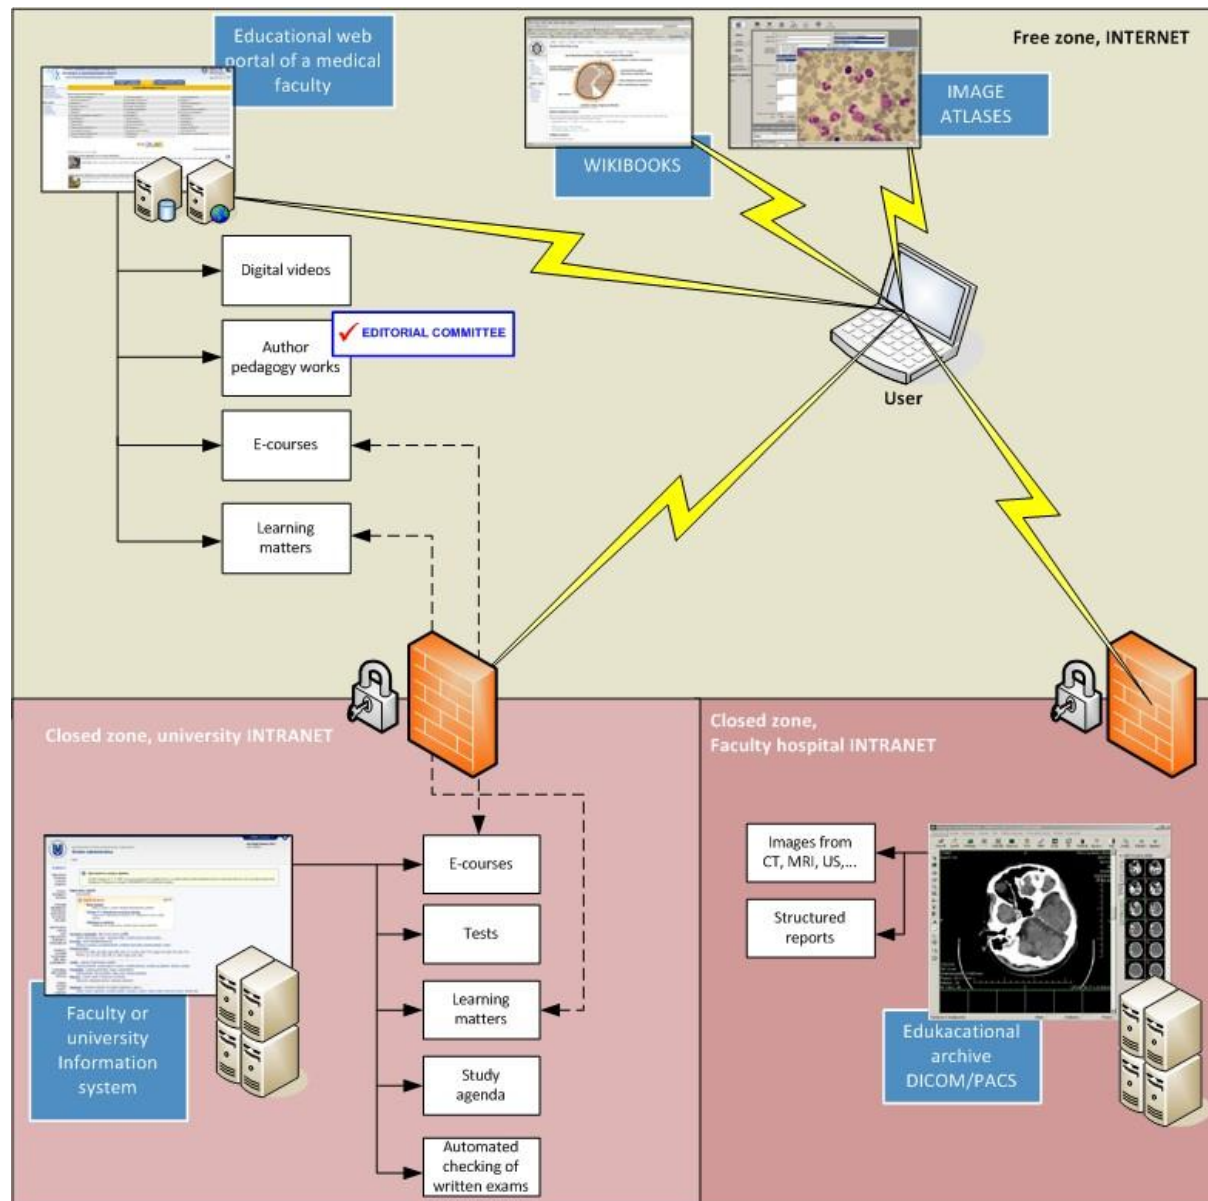 Educational web
portal of a medical
faculty
WIKIBOOKS
IMAGE
ATLASES
Free zone, INTERNET
Digital videos
EDITORIAL COMMITTEE
Author
pedagogy works
User
E-courses
Learning
matters
Closed zone, university INTRANET
Closed zone,
Faculty hospital INTRANET
E-courses
Tests
Learning
matters
Study
agenda
Automated
checking of
written exams
Faculty or
university
Information
system
Images from
CT, MRI, US,...
Structured
reports
Edukacational
archive
DICOM/PACS